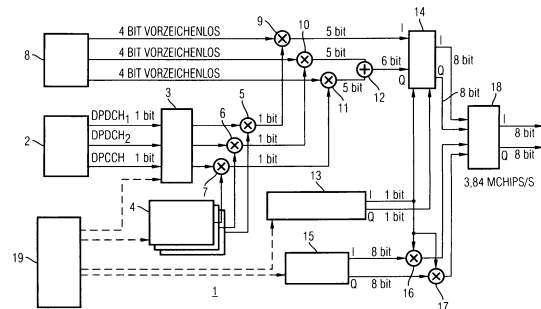 4 BIT VORZEICHENLOS
9
5 bit
10
14
I
I
8
4 BIT VORZEICHENLOS
5 bit
6 bit
8 bit
4 BIT VORZEICHENLOS
Q
Q
5 bit
12
11
8 bit
18
3
5
DPDCH1 1 bit
1 bit
6
2
DPDCH2
1 bit
I
8 bit
DPCCH 1 bit
1 bit
Q
8 bit
7
13
3,84 MCHIPS/S
4
I 1 bit
Q 1 bit
19
15
I 8 bit
Q 8 bit
16
17
1